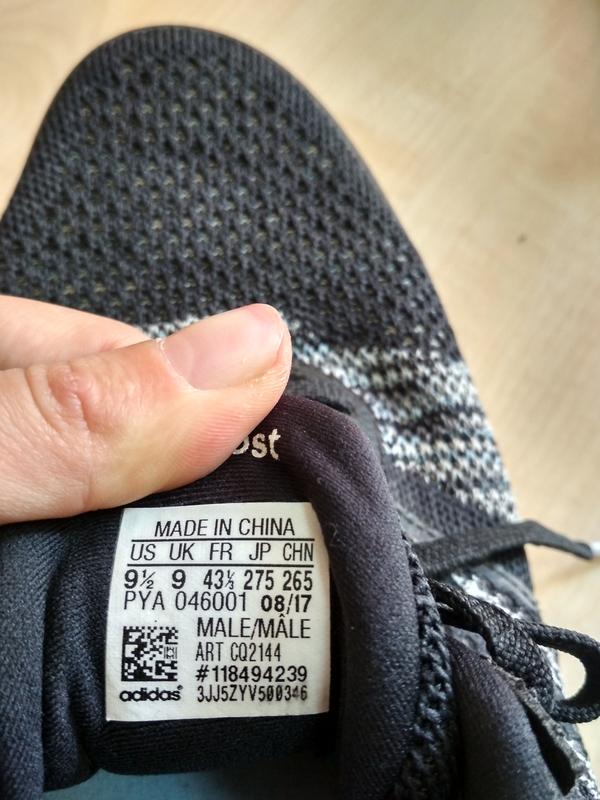 ost
MADE IN CHINA
US UK FR JP CHN
9½ 9 43⅓ 275 265
PYA 046001 08/17
MALE/MÂLE
ART CQ2144
#118494239
adidas® 3JJ5ZYV500346